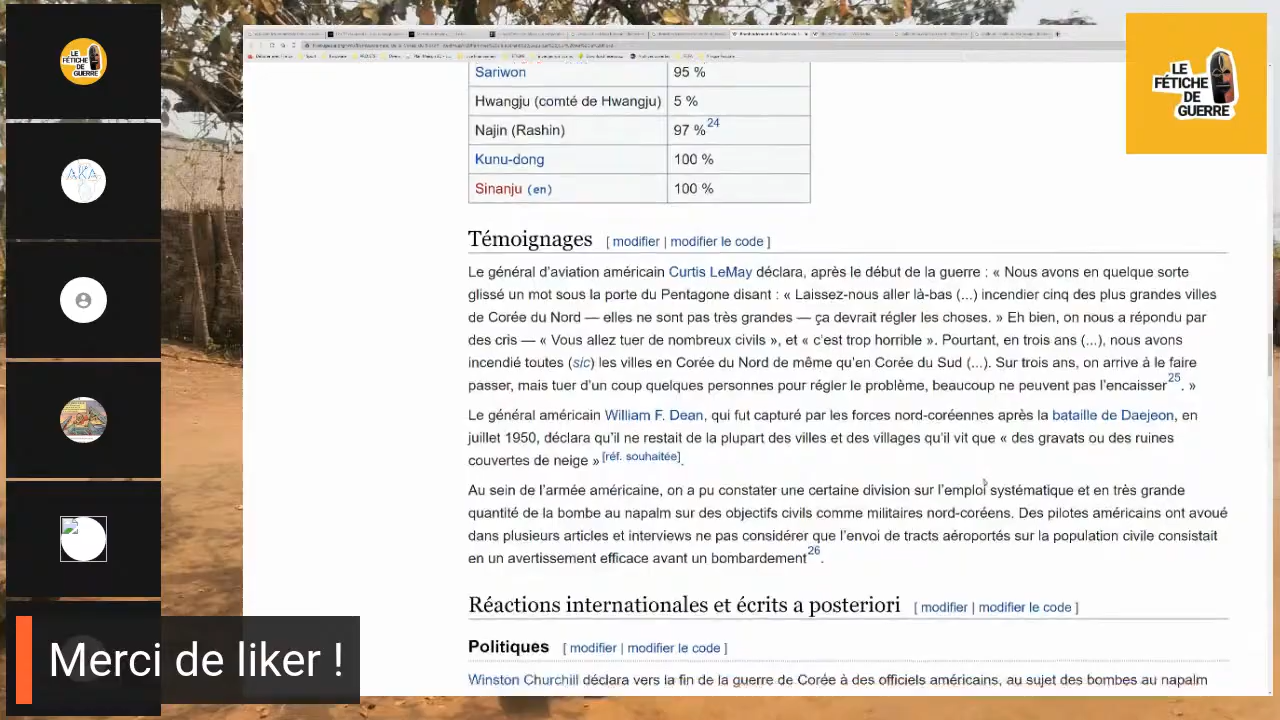 LE
FÉTICHE
DE
GUERRE
AKA
LE
FÉTICHE
DE
GUERRE
Sariwon 95 %
Hwangju (comté de Hwangju) 5 %
Najin (Rashin) 97 % 24
Kunu-dong 100 %
Sinanju (en) 100 %
Témoignages [ modifier | modifier le code ]
Le général d'aviation américain Curtis LeMay déclara, après le début de la guerre : « Nous avons en quelque sorte
glissé un mot sous la porte du Pentagone disant : « Laissez-nous aller là-bas (...) incendier cinq des plus grandes villes
de Corée du Nord — elles ne sont pas très grandes — ça devrait régler les choses. » Eh bien, on nous a répondu par
des cris — « Vous allez tuer de nombreux civils », et « c'est trop horrible ». Pourtant, en trois ans (...), nous avons
incendié toutes (sic) les villes en Corée du Nord de même qu'en Corée du Sud (...). Sur trois ans, on arrive à le faire
passer, mais tuer d'un coup quelques personnes pour régler le problème, beaucoup ne peuvent pas l'encaisser 25. »
Le général américain William F. Dean, qui fut capturé par les forces nord-coréennes après la bataille de Daejeon, en
juillet 1950, déclara qu'il ne restait de la plupart des villes et des villages qu'il vit que « des gravats ou des ruines
couvertes de neige » [réf. souhaitée].
Au sein de l'armée américaine, on a pu constater une certaine division sur l'emploi systématique et en très grande
quantité de la bombe au napalm sur des objectifs civils comme militaires nord-coréens. Des pilotes américains ont avoué
dans plusieurs articles et interviews ne pas considérer que l'envoi de tracts aéroportés sur la population civile consistait
en un avertissement efficace avant un bombardement 26.
Réactions internationales et écrits a posteriori [ modifier | modifier le code ]
Politiques [ modifier | modifier le code ]
Winston Churchill déclara vers la fin de la guerre de Corée à des officiels américains, au sujet des bombes au napalm
Merci de liker !